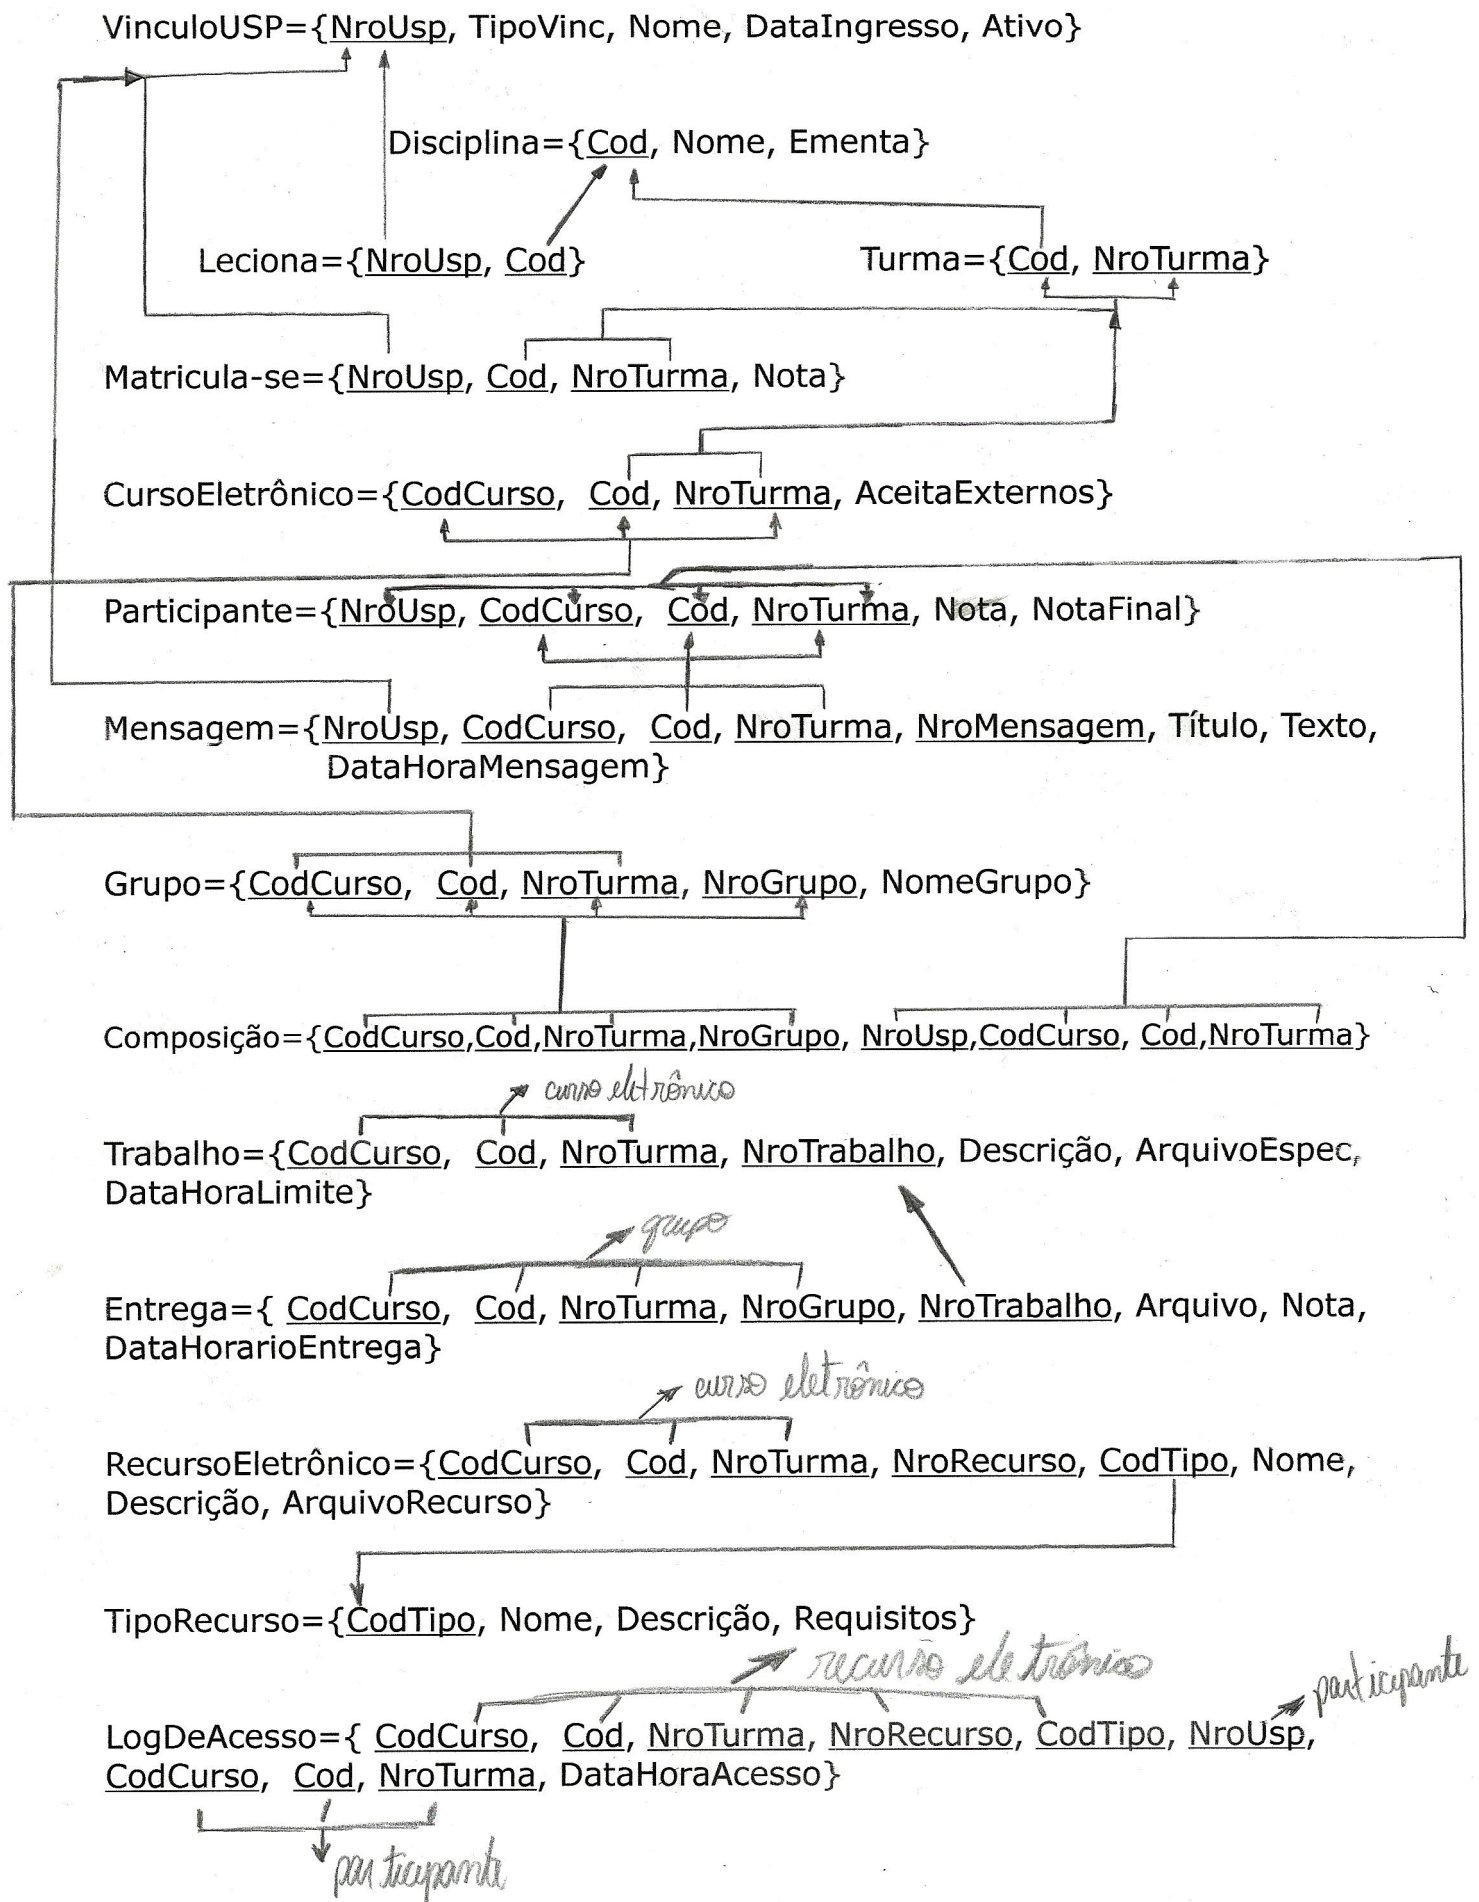 VinculoUSP={NroUsp, TipoVinc, Nome, DataIngresso, Ativo}
Disciplina={Cod, Nome, Ementa}
Leciona={NroUsp, Cod}
Turma={Cod, NroTurma}
Matricula-se={NroUsp, Cod, NroTurma, Nota}
CursoEletrônico={CodCurso, Cod, NroTurma, AceitaExternos}
Participante={NroUsp, CodCurso, Cod, NroTurma, Nota, NotaFinal}
Mensagem={NroUsp, CodCurso, Cod, NroTurma, NroMensagem, Título, Texto,
DataHoraMensagem}
Grupo={CodCurso, Cod, NroTurma, NroGrupo, NomeGrupo}
Composição={CodCurso,Cod,NroTurma,NroGrupo, NroUsp,CodCurso, Cod,NroTurma}
curso eletrônico
Trabalho={CodCurso, Cod, NroTurma, NroTrabalho, Descrição, ArquivoEspec,
DataHoraLimite}
grupo
Entrega={ CodCurso, Cod, NroTurma, NroGrupo, NroTrabalho, Arquivo, Nota,
DataHorarioEntrega}
curso eletrônico
RecursoEletrônico={CodCurso, Cod, NroTurma, NroRecurso, CodTipo, Nome,
Descrição, ArquivoRecurso}
TipoRecurso={CodTipo, Nome, Descrição, Requisitos}
recurso eletrônico
participante
LogDeAcesso={ CodCurso, Cod, NroTurma, NroRecurso, CodTipo, NroUsp,
CodCurso, Cod, NroTurma, DataHoraAcesso}
participante